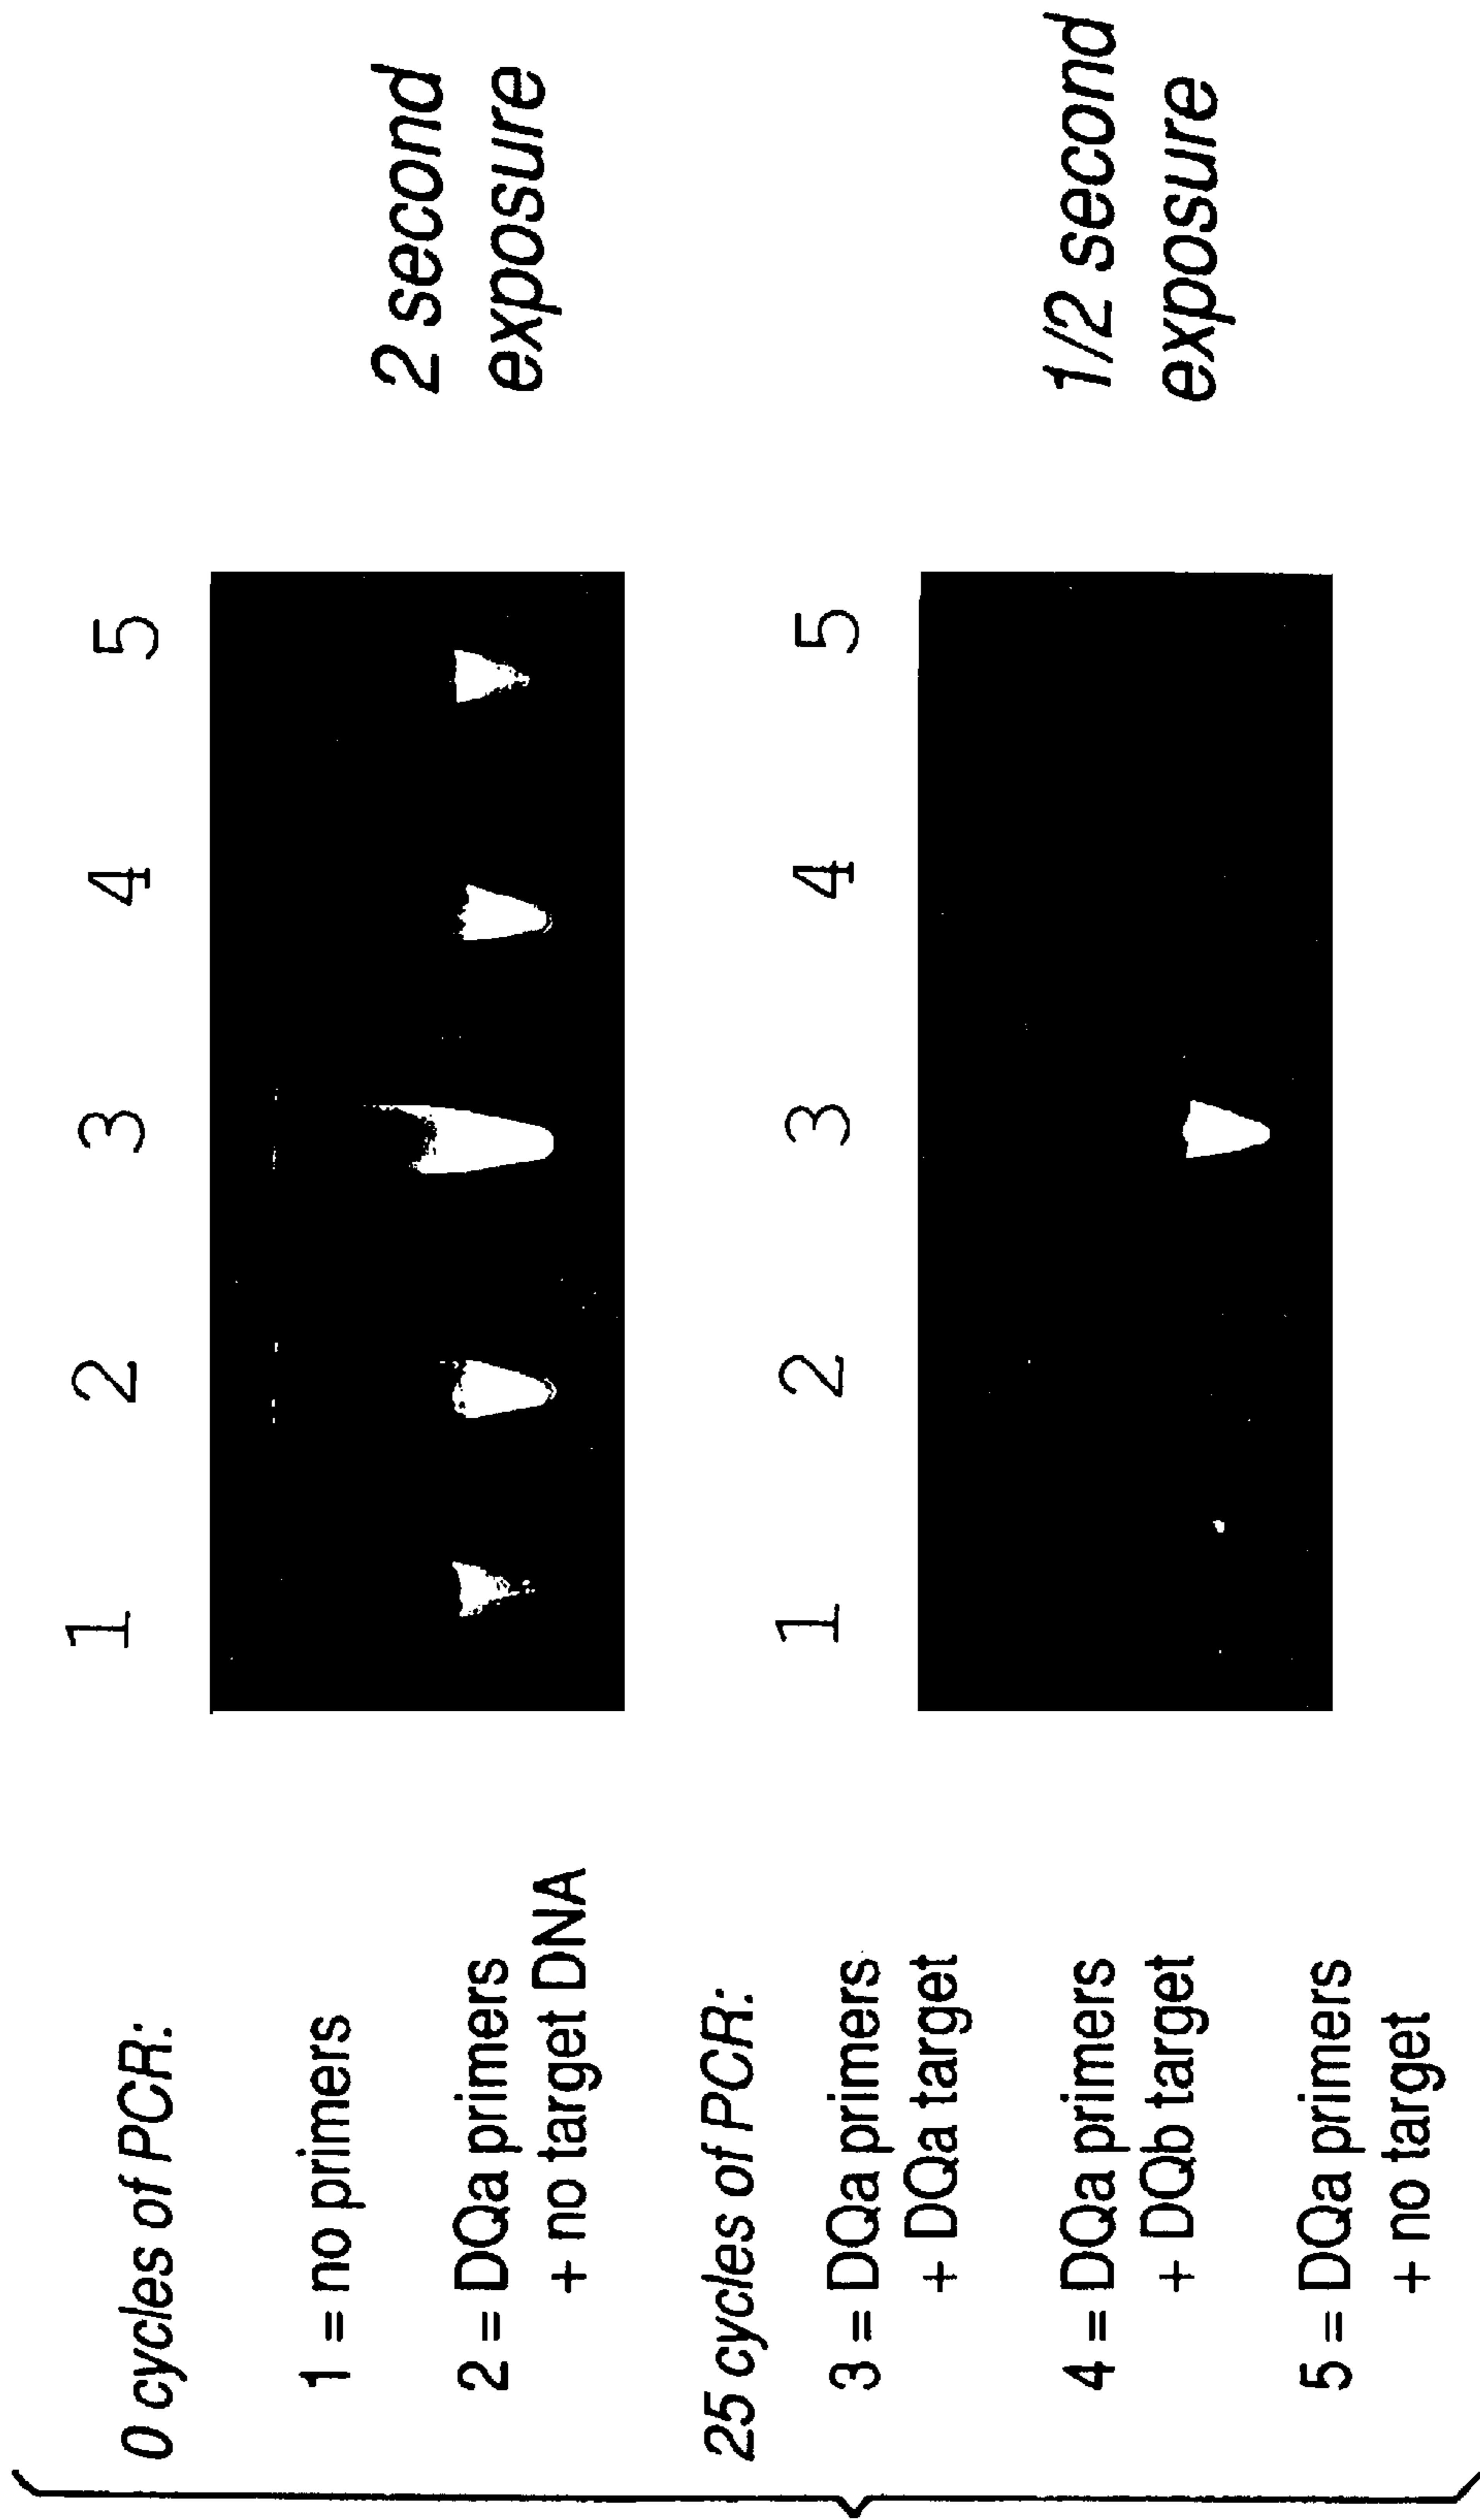 0 cycles of PCR:
1 = no primers
2 = DQa primers
+ no target DNA
25 cycles of PCR:
3 = DQa primers
+ DQa target
4 = DQa primers
+ DQb target
5 = DQa primers
+ no target
1 2 3 4 5
2 second
exposure
1 2 3 4 5
1/2 second
exposure